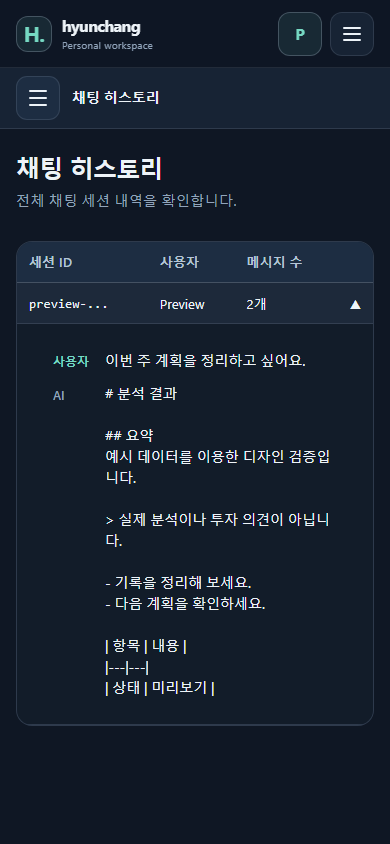 H. hyunchang
Personal workspace
P
채팅 히스토리
채팅 히스토리
전체 채팅 세션 내역을 확인합니다.
세션 ID 사용자 메시지 수
preview-... Preview 2개 ▲
사용자 이번 주 계획을 정리하고 싶어요.
AI # 분석 결과
## 요약
예시 데이터를 이용한 디자인 검증입
니다.
> 실제 분석이나 투자 의견이 아닙니
다.
- 기록을 정리해 보세요.
- 다음 계획을 확인하세요.
| 항목 | 내용 |
|---|---|
| 상태 | 미리보기 |